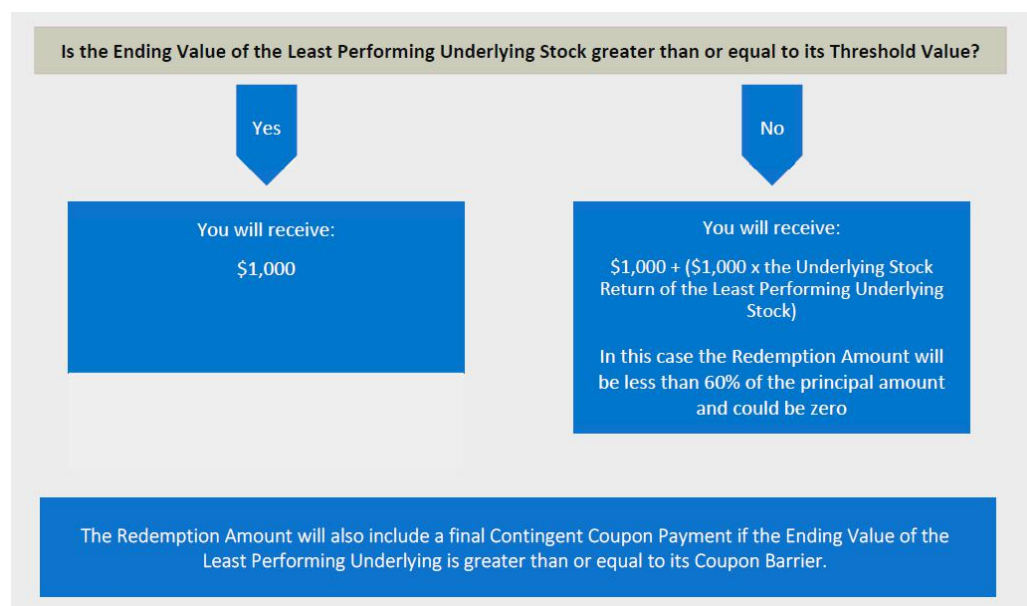 Is the Ending Value of the Least Performing Underlying Stock greater than or equal to its Threshold Value?
Yes
No
You will receive:
$1,000
You will receive:
$1,000 + ($1,000 x the Underlying Stock
Return of the Least Performing Underlying
Stock)
In this case the Redemption Amount will
be less than 60% of the principal amount
and could be zero
The Redemption Amount will also include a final Contingent Coupon Payment if the Ending Value of the
Least Performing Underlying is greater than or equal to its Coupon Barrier.